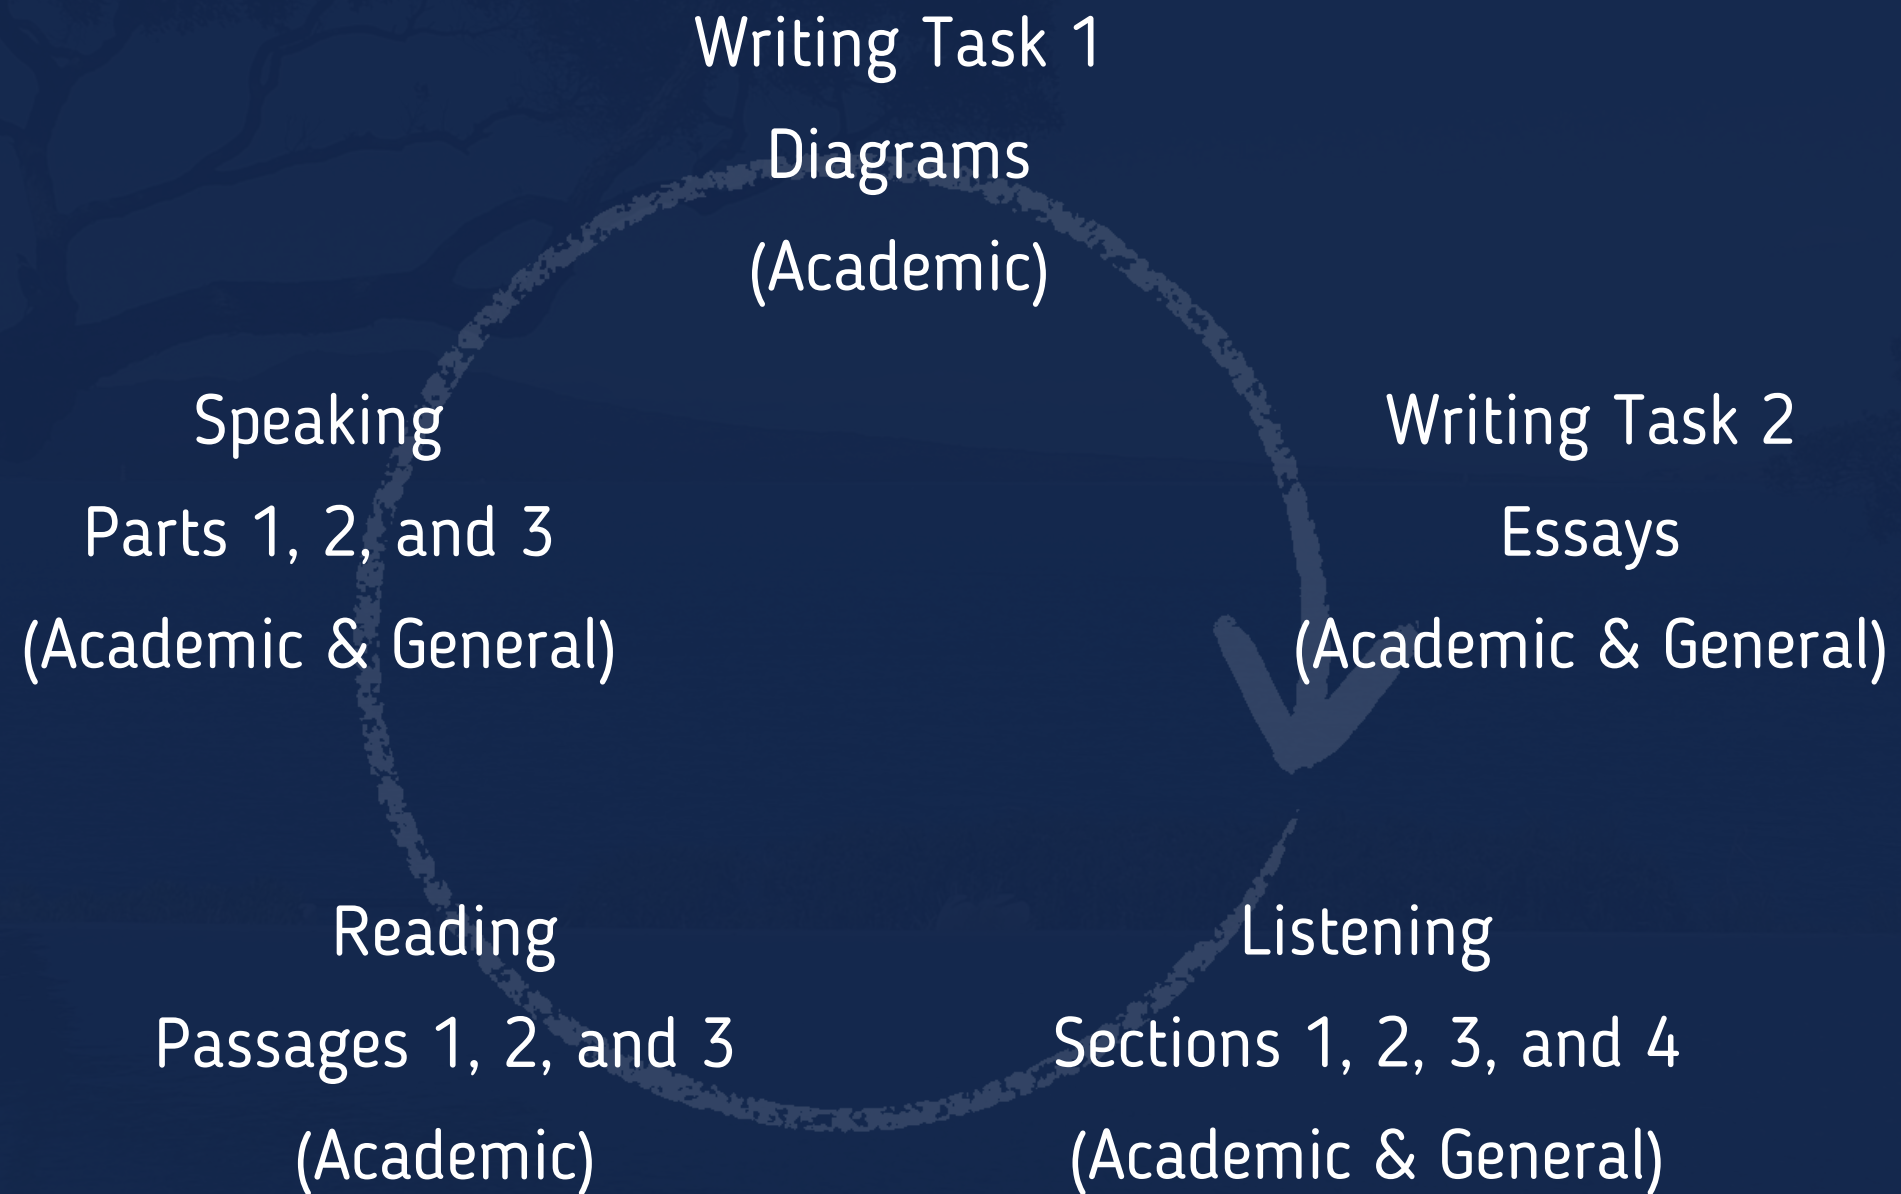 Writing Task 1
Diagrams
(Academic)
Speaking
Parts 1, 2, and 3
(Academic & General)
Writing Task 2
Essays
(Academic & General)
Reading
Passages 1, 2, and 3
(Academic)
Listening
Sections 1, 2, 3, and 4
(Academic & General)